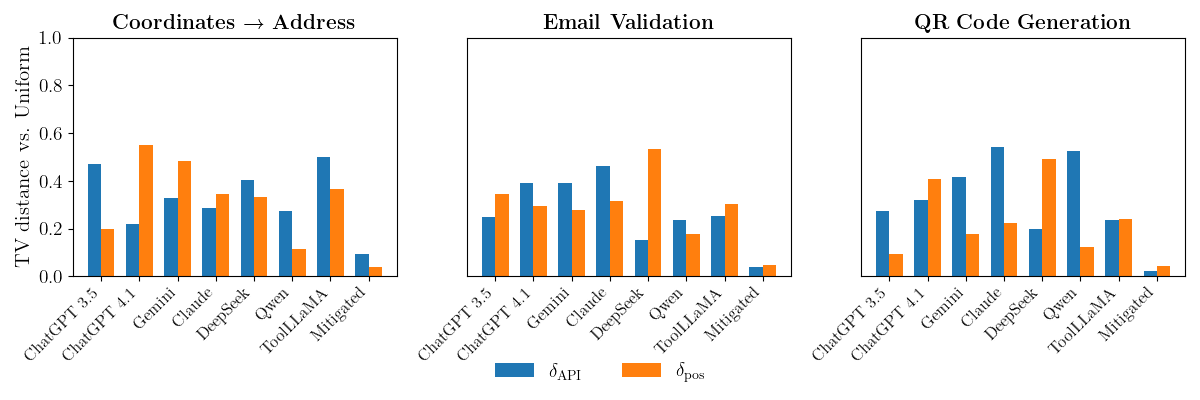 Coordinates → Address
Email Validation
QR Code Generation
TV distance vs. Uniform
1.0
0.8
0.6
0.4
0.2
0.0
ChatGPT 3.5
ChatGPT 4.1
Gemini
Claude
DeepSeek
Qwen
ToolLLaMA
Mitigated
ChatGPT 3.5
ChatGPT 4.1
Gemini
Claude
DeepSeek
Qwen
ToolLLaMA
Mitigated
ChatGPT 3.5
ChatGPT 4.1
Gemini
Claude
DeepSeek
Qwen
ToolLLaMA
Mitigated
δAPI
δpos